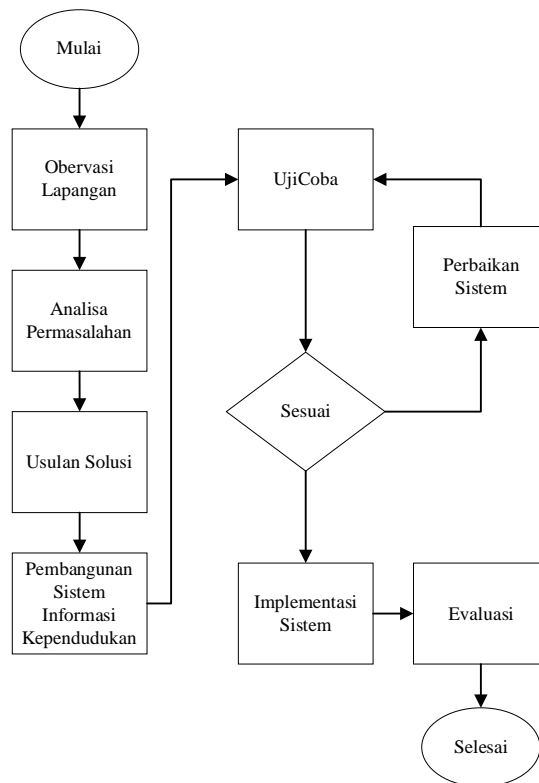 Mulai
Obervasi
Lapangan
Analisa
Permasalahan
Usulan Solusi
Pembangunan
Sistem
Informasi
Kependudukan
UjiCoba
Perbaikan
Sistem
Sesuai
Implementasi
Sistem
Evaluasi
Selesai